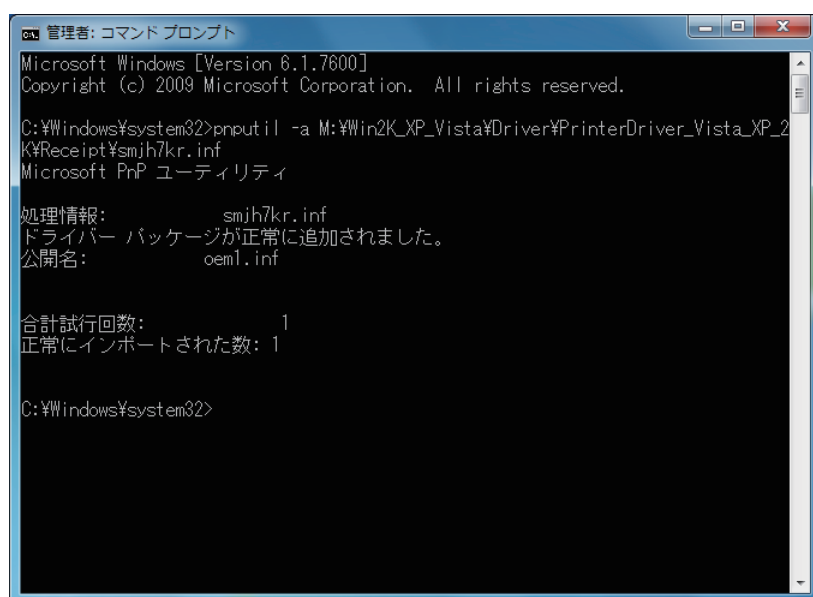 管理者: コマンド プロンプト
Microsoft Windows [Version 6.1.7600]
Copyright (c) 2009 Microsoft Corporation.  All rights reserved.
C:¥Windows¥system32>pnputil -a M:¥Win2K_XP_Vista¥Driver¥PrinterDriver_Vista_XP_2
K¥Receipt¥smjh7kr.inf
Microsoft PnP ユーティリティ
処理情報:            smjh7kr.inf
ドライバー パッケージが正常に追加されました。
公開名:            oem1.inf
合計試行回数:              1
正常にインポートされた数: 1
C:¥Windows¥system32>